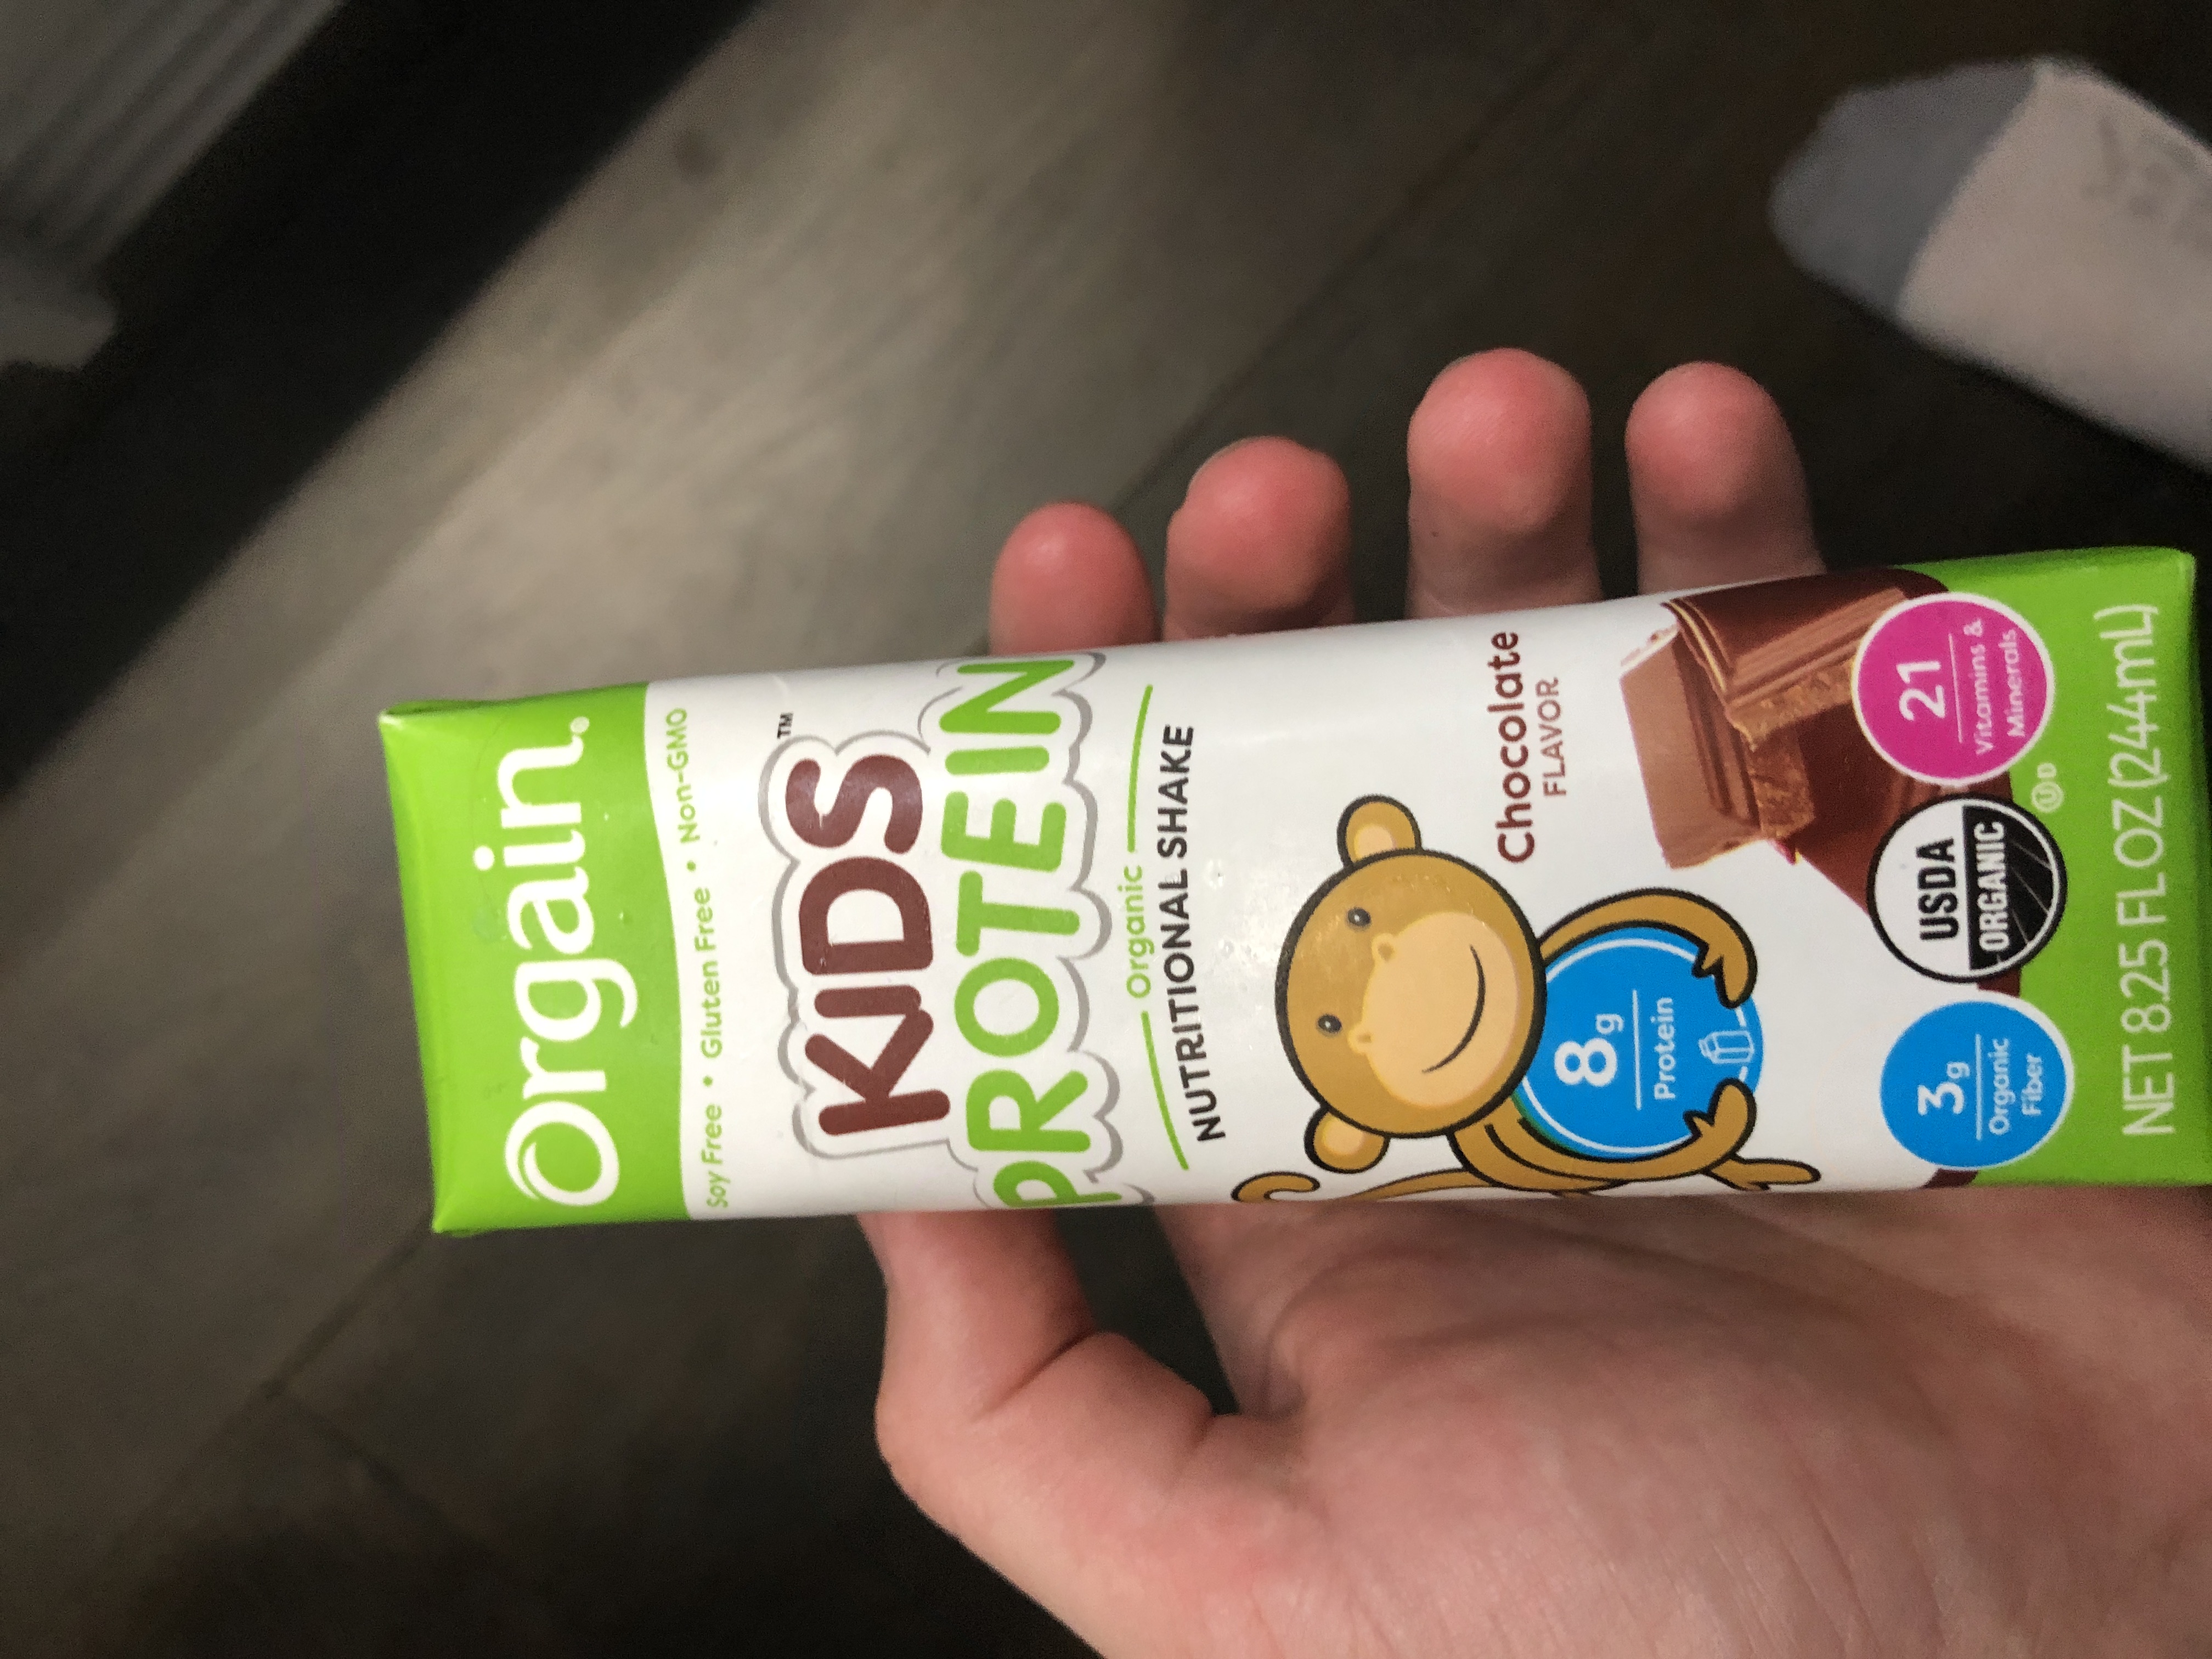 Orgain®
Soy Free • Gluten Free • Non-GMO
KIDS™
PROTEIN
Organic
NUTRITIONAL SHAKE
Chocolate
FLAVOR
8g
Protein
3g
Organic
Fiber
USDA
ORGANIC
21
Vitamins &
Minerals
U D
NET 8.25 FL OZ (244mL)